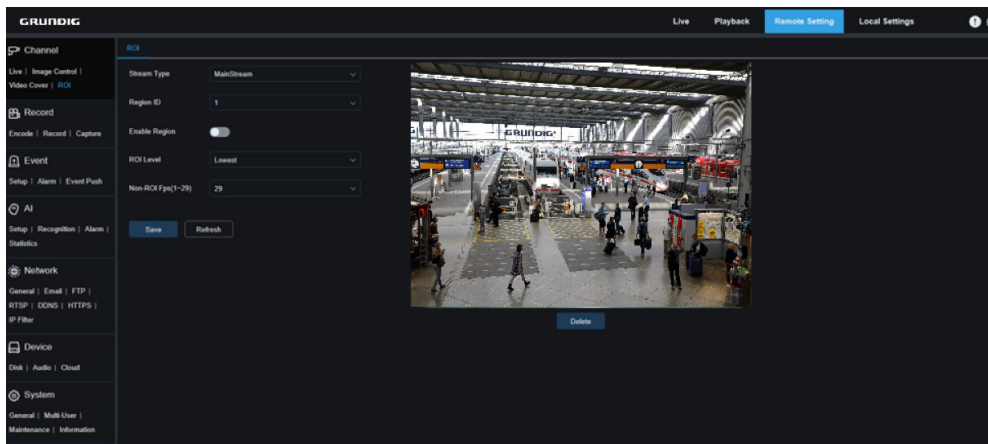 GRUNDIG
Live Playback Remote Setting Local Settings
Channel
Live | Image Control |
Video Cover | ROI
Record
Encode | Record | Capture
Event
Setup | Alarm | Event Push
AI
Setup | Recognition | Alarm |
Statistics
Network
General | Email | FTP |
RTSP | DDNS | HTTPS |
IP Filter
Device
Disk | Audio | Cloud
System
General | Multi-User |
Maintenance | Information
ROI
Stream Type MainStream
Region ID 1
Enable Region
ROI Level Lowest
Non-ROI Fps(1~29) 29
Save Refresh
GRUNDIG
Delete